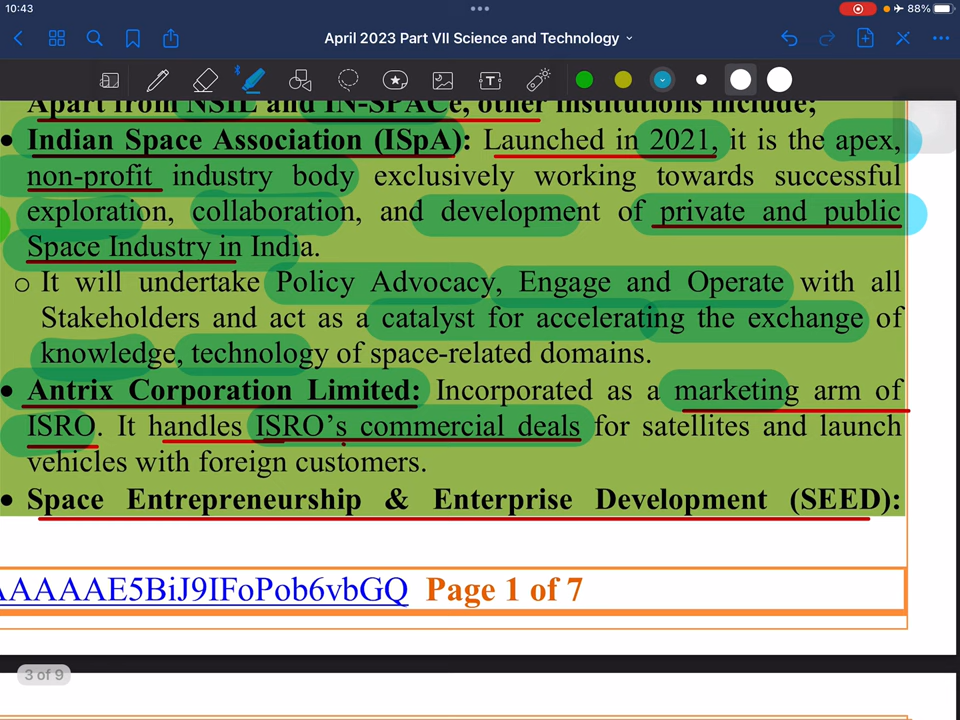 10:43
88%
April 2023 Part VII Science and Technology
Apart from NSIL and IN-SPACe, other institutions include;
• Indian Space Association (ISpA): Launched in 2021, it is the apex,
non-profit industry body exclusively working towards successful
exploration, collaboration, and development of private and public
Space Industry in India.
o It will undertake Policy Advocacy, Engage and Operate with all
Stakeholders and act as a catalyst for accelerating the exchange of
knowledge, technology of space-related domains.
• Antrix Corporation Limited: Incorporated as a marketing arm of
ISRO. It handles ISRO’s commercial deals for satellites and launch
vehicles with foreign customers.
• Space Entrepreneurship & Enterprise Development (SEED):
AAAAAE5BiJ9IFoPob6vbGQ Page 1 of 7
3 of 9